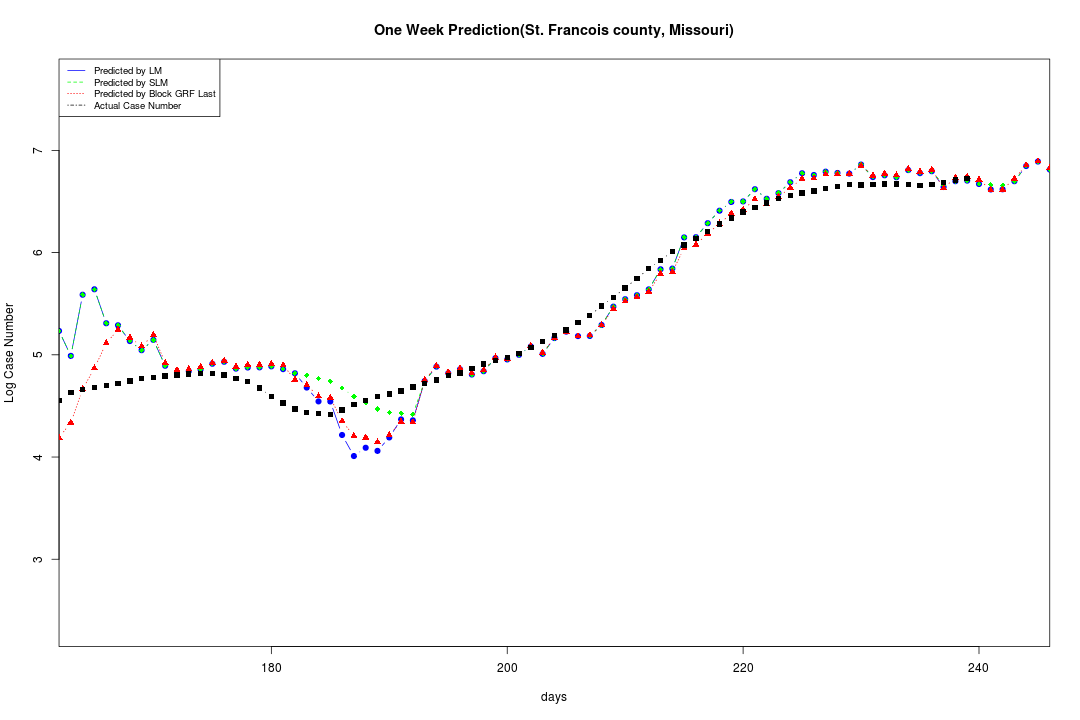 One Week Prediction(St. Francois county, Missouri)
Predicted by LM
Predicted by SLM
Predicted by Block GRF Last
Actual Case Number
7
6
5
4
3
Log Case Number
180 200 220 240
days